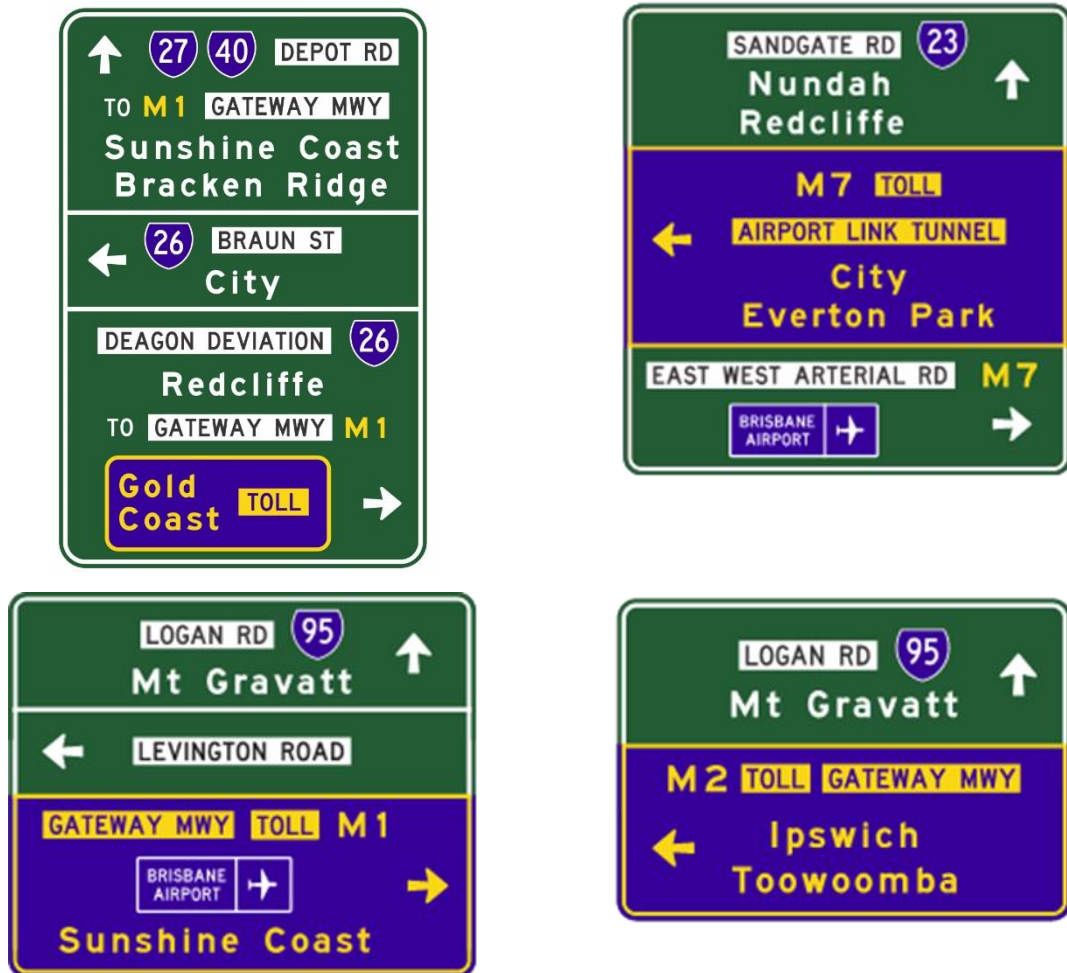 27 40 DEPOT RD
TO M1 GATEWAY MWY
Sunshine Coast
Bracken Ridge
26 BRAUN ST
City
DEAGON DEVIATION 26
Redcliffe
TO GATEWAY MWY M1
Gold
Coast TOLL
SANDGATE RD 23
Nundah
Redcliffe
M7 TOLL
AIRPORT LINK TUNNEL
City
Everton Park
EAST WEST ARTERIAL RD M7
BRISBANE
AIRPORT
LOGAN RD 95
Mt Gravatt
LEVINGTON ROAD
GATEWAY MWY TOLL M1
BRISBANE
AIRPORT
Sunshine Coast
LOGAN RD 95
Mt Gravatt
M2 TOLL GATEWAY MWY
Ipswich
Toowoomba